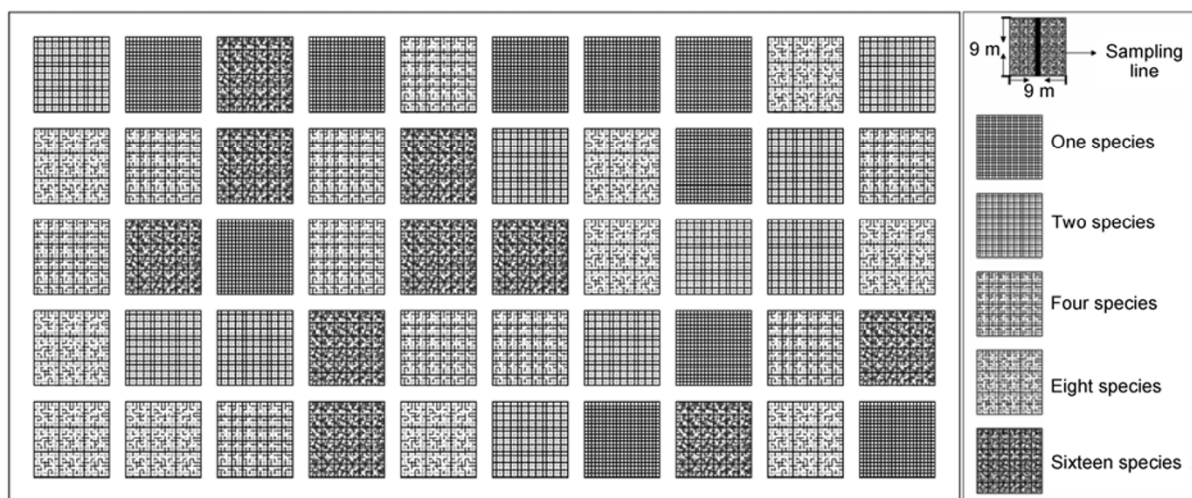 9 m
9 m
Sampling
line
One species
Two species
Four species
Eight species
Sixteen species